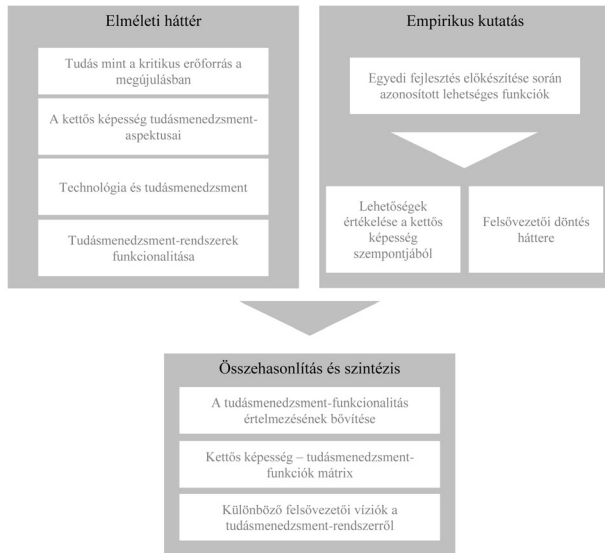 Elméleti háttér
Tudás mint a kritikus erőforrás a
megújulásban
A kettős képesség tudásmenedzsment-
aspektusai
Technológia és tudásmenedzsment
Tudásmenedzsment-rendszerek
funkcionalitása
Empirikus kutatás
Egyedi fejlesztés előkészítése során
azonosított lehetséges funkciók
Lehetőségek
értékelése a kettős
képesség
szempontjából
Felsővezetői döntés
háttere
Összehasonlítás és szintézis
A tudásmenedzsment-funkcionalitás
értelmezésének bővítése
Kettős képesség – tudásmenedzsment-
funkciók mátrix
Különböző felsővezetői víziók a
tudásmenedzsment-rendszerről